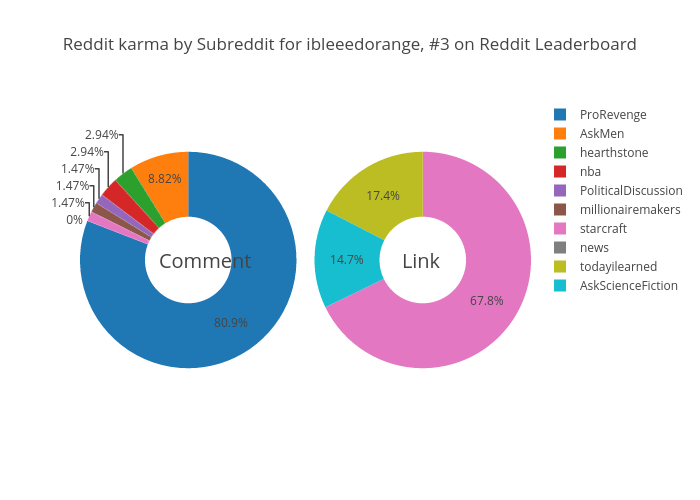 Reddit karma by Subreddit for ibleeedorange, #3 on Reddit Leaderboard
2.94%
2.94%
1.47%
1.47%
1.47%
0%
8.82%
Comment
80.9%
17.4%
14.7%
Link
67.8%
ProRevenge
AskMen
hearthstone
nba
PoliticalDiscussion
millionairemakers
starcraft
news
todayilearned
AskScienceFiction